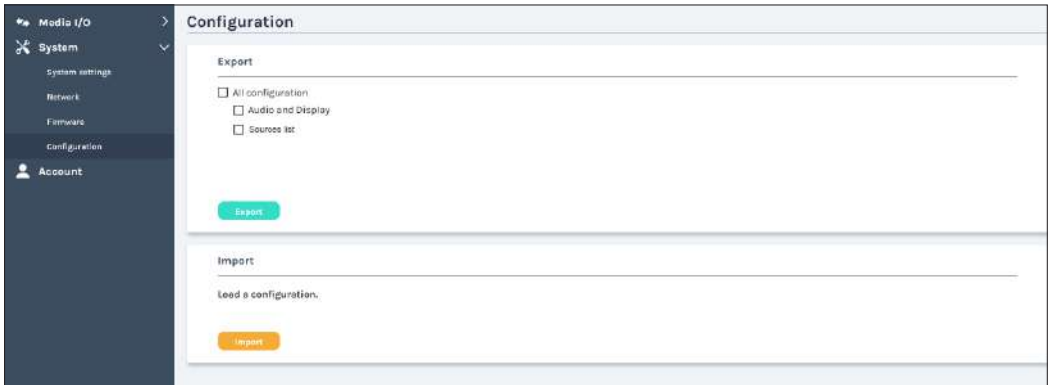 Media I/O
System
System settings
Network
Firmware
Configuration
Account
Configuration
Export
All configuration
Audio and Display
Sources list
Export
Import
Load a configuration.
Import